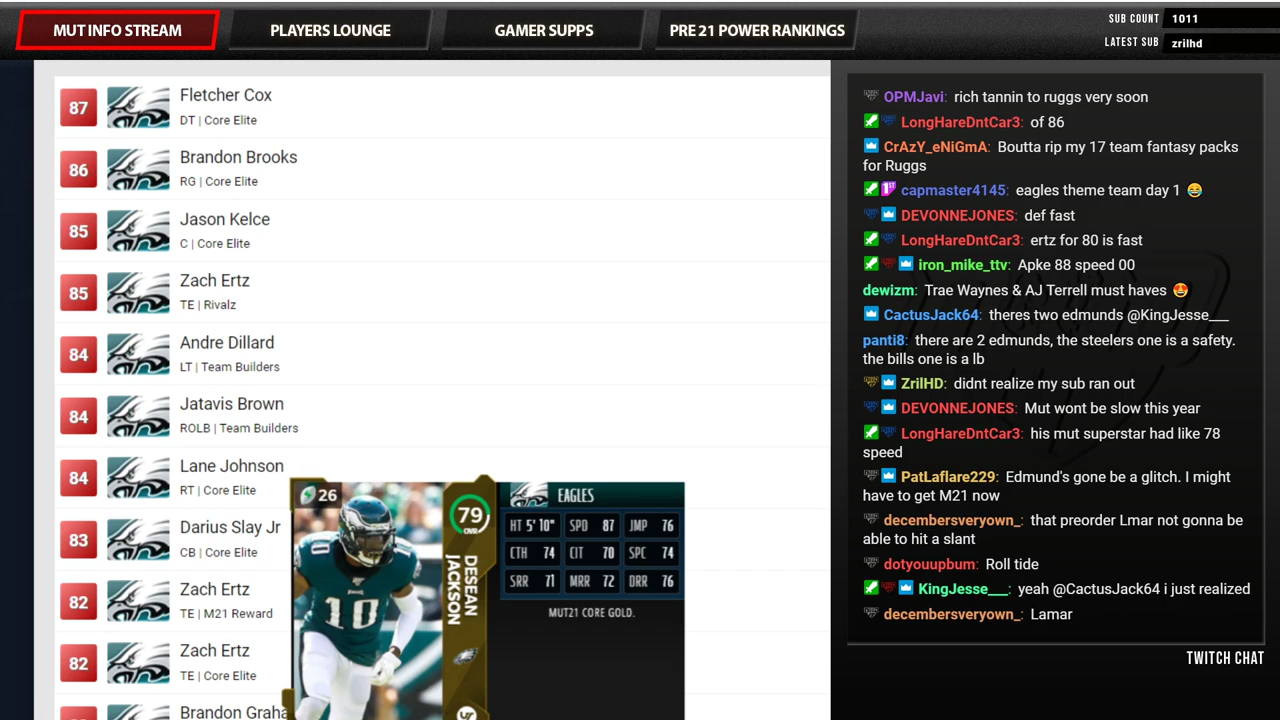 MUT INFO STREAM
PLAYERS LOUNGE
GAMER SUPPS
PRE 21 POWER RANKINGS
SUB COUNT 1011
LATEST SUB zrilhd
87 Fletcher Cox
DT | Core Elite
86 Brandon Brooks
RG | Core Elite
85 Jason Kelce
C | Core Elite
85 Zach Ertz
TE | Rivalz
84 Andre Dillard
LT | Team Builders
84 Jatavis Brown
ROLB | Team Builders
84 Lane Johnson
RT | Core Elite
83 Darius Slay Jr
CB | Core Elite
82 Zach Ertz
TE | M21 Reward
82 Zach Ertz
TE | Core Elite
Brandon Graha
26
79
OVR
DESEAN
JACKSON
10
EAGLES
HT 5' 10" SPD 87 JMP 76
CTH 74 CIT 70 SPC 74
SRR 71 MRR 72 DRR 76
MUT21 CORE GOLD.
OPMJavi: rich tannin to ruggs very soon
LongHareDntCar3: of 86
CrAzY_eNiGmA: Boutta rip my 17 team fantasy packs
for Ruggs
1ST capmaster4145: eagles theme team day 1 😂
DEVONNEJONES: def fast
LongHareDntCar3: ertz for 80 is fast
iron_mike_ttv: Apke 88 speed 00
dewizm: Trae Waynes & AJ Terrell must haves 😍
CactusJack64: theres two edmunds @KingJesse___
panti8: there are 2 edmunds, the steelers one is a safety.
the bills one is a lb
ZrilHD: didnt realize my sub ran out
DEVONNEJONES: Mut wont be slow this year
LongHareDntCar3: his mut superstar had like 78
speed
PatLaflare229: Edmund's gone be a glitch. I might
have to get M21 now
decembersveryown_: that preorder Lmar not gonna be
able to hit a slant
dotyouupbum: Roll tide
KingJesse___: yeah @CactusJack64 i just realized
decembersveryown_: Lamar
TWITCH CHAT